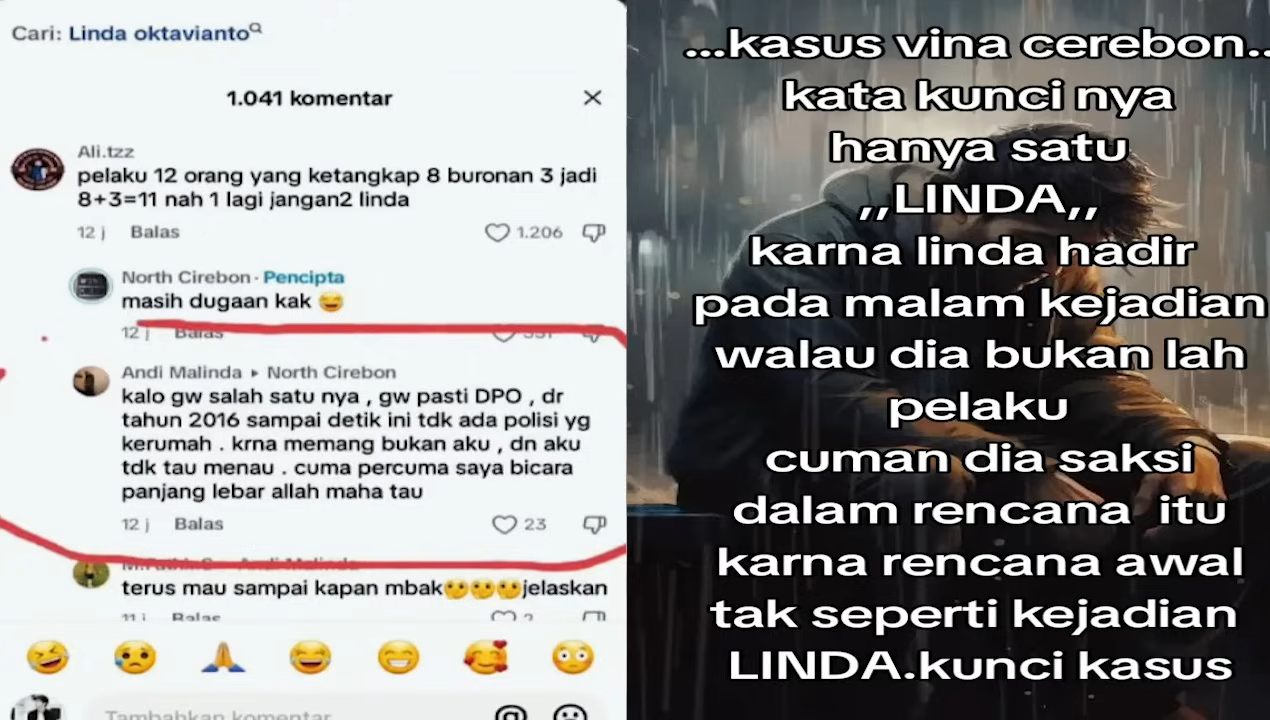 Cari: Linda oktavianto
1.041 komentar
Ali.tzz
pelaku 12 orang yang ketangkap 8 buronan 3 jadi
8+3=11 nah 1 lagi jangan2 linda
12 j Balas 1.206
North Cirebon · Pencipta
masih dugaan kak 😅
12 j Balas 331
Andi Malinda ▸ North Cirebon
kalo gw salah satu nya , gw pasti DPO , dr
tahun 2016 sampai detik ini tdk ada polisi yg
kerumah . krna memang bukan aku , dn aku
tdk tau menau . cuma percuma saya bicara
panjang lebar allah maha tau
12 j Balas 23
Andi Malinda
terus mau sampai kapan mbak🤫🤫🤫jelaskan
11 j Balas 2
Tambahkan komentar
...kasus vina cerebon..
kata kunci nya
hanya satu
,,LINDA,,
karna linda hadir
pada malam kejadian
walau dia bukan lah
pelaku
cuman dia saksi
dalam rencana itu
karna rencana awal
tak seperti kejadian
LINDA.kunci kasus